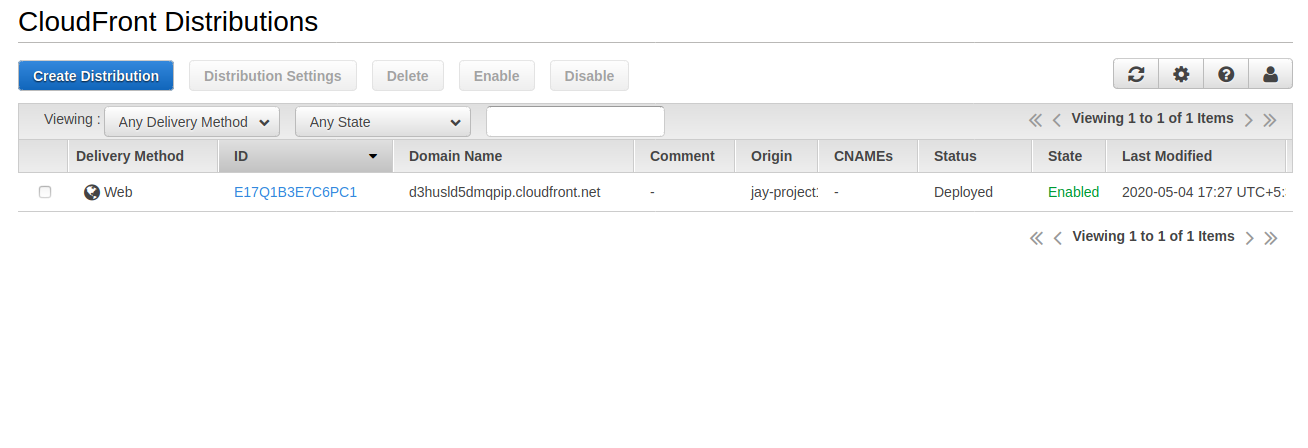 CloudFront Distributions
Create Distribution Distribution Settings Delete Enable Disable
Viewing : Any Delivery Method Any State Viewing 1 to 1 of 1 Items
Delivery Method ID Domain Name Comment Origin CNAMEs Status State Last Modified
Web E17Q1B3E7C6PC1 d3husld5dmqpip.cloudfront.net - jay-project1 - Deployed Enabled 2020-05-04 17:27 UTC+5:
Viewing 1 to 1 of 1 Items